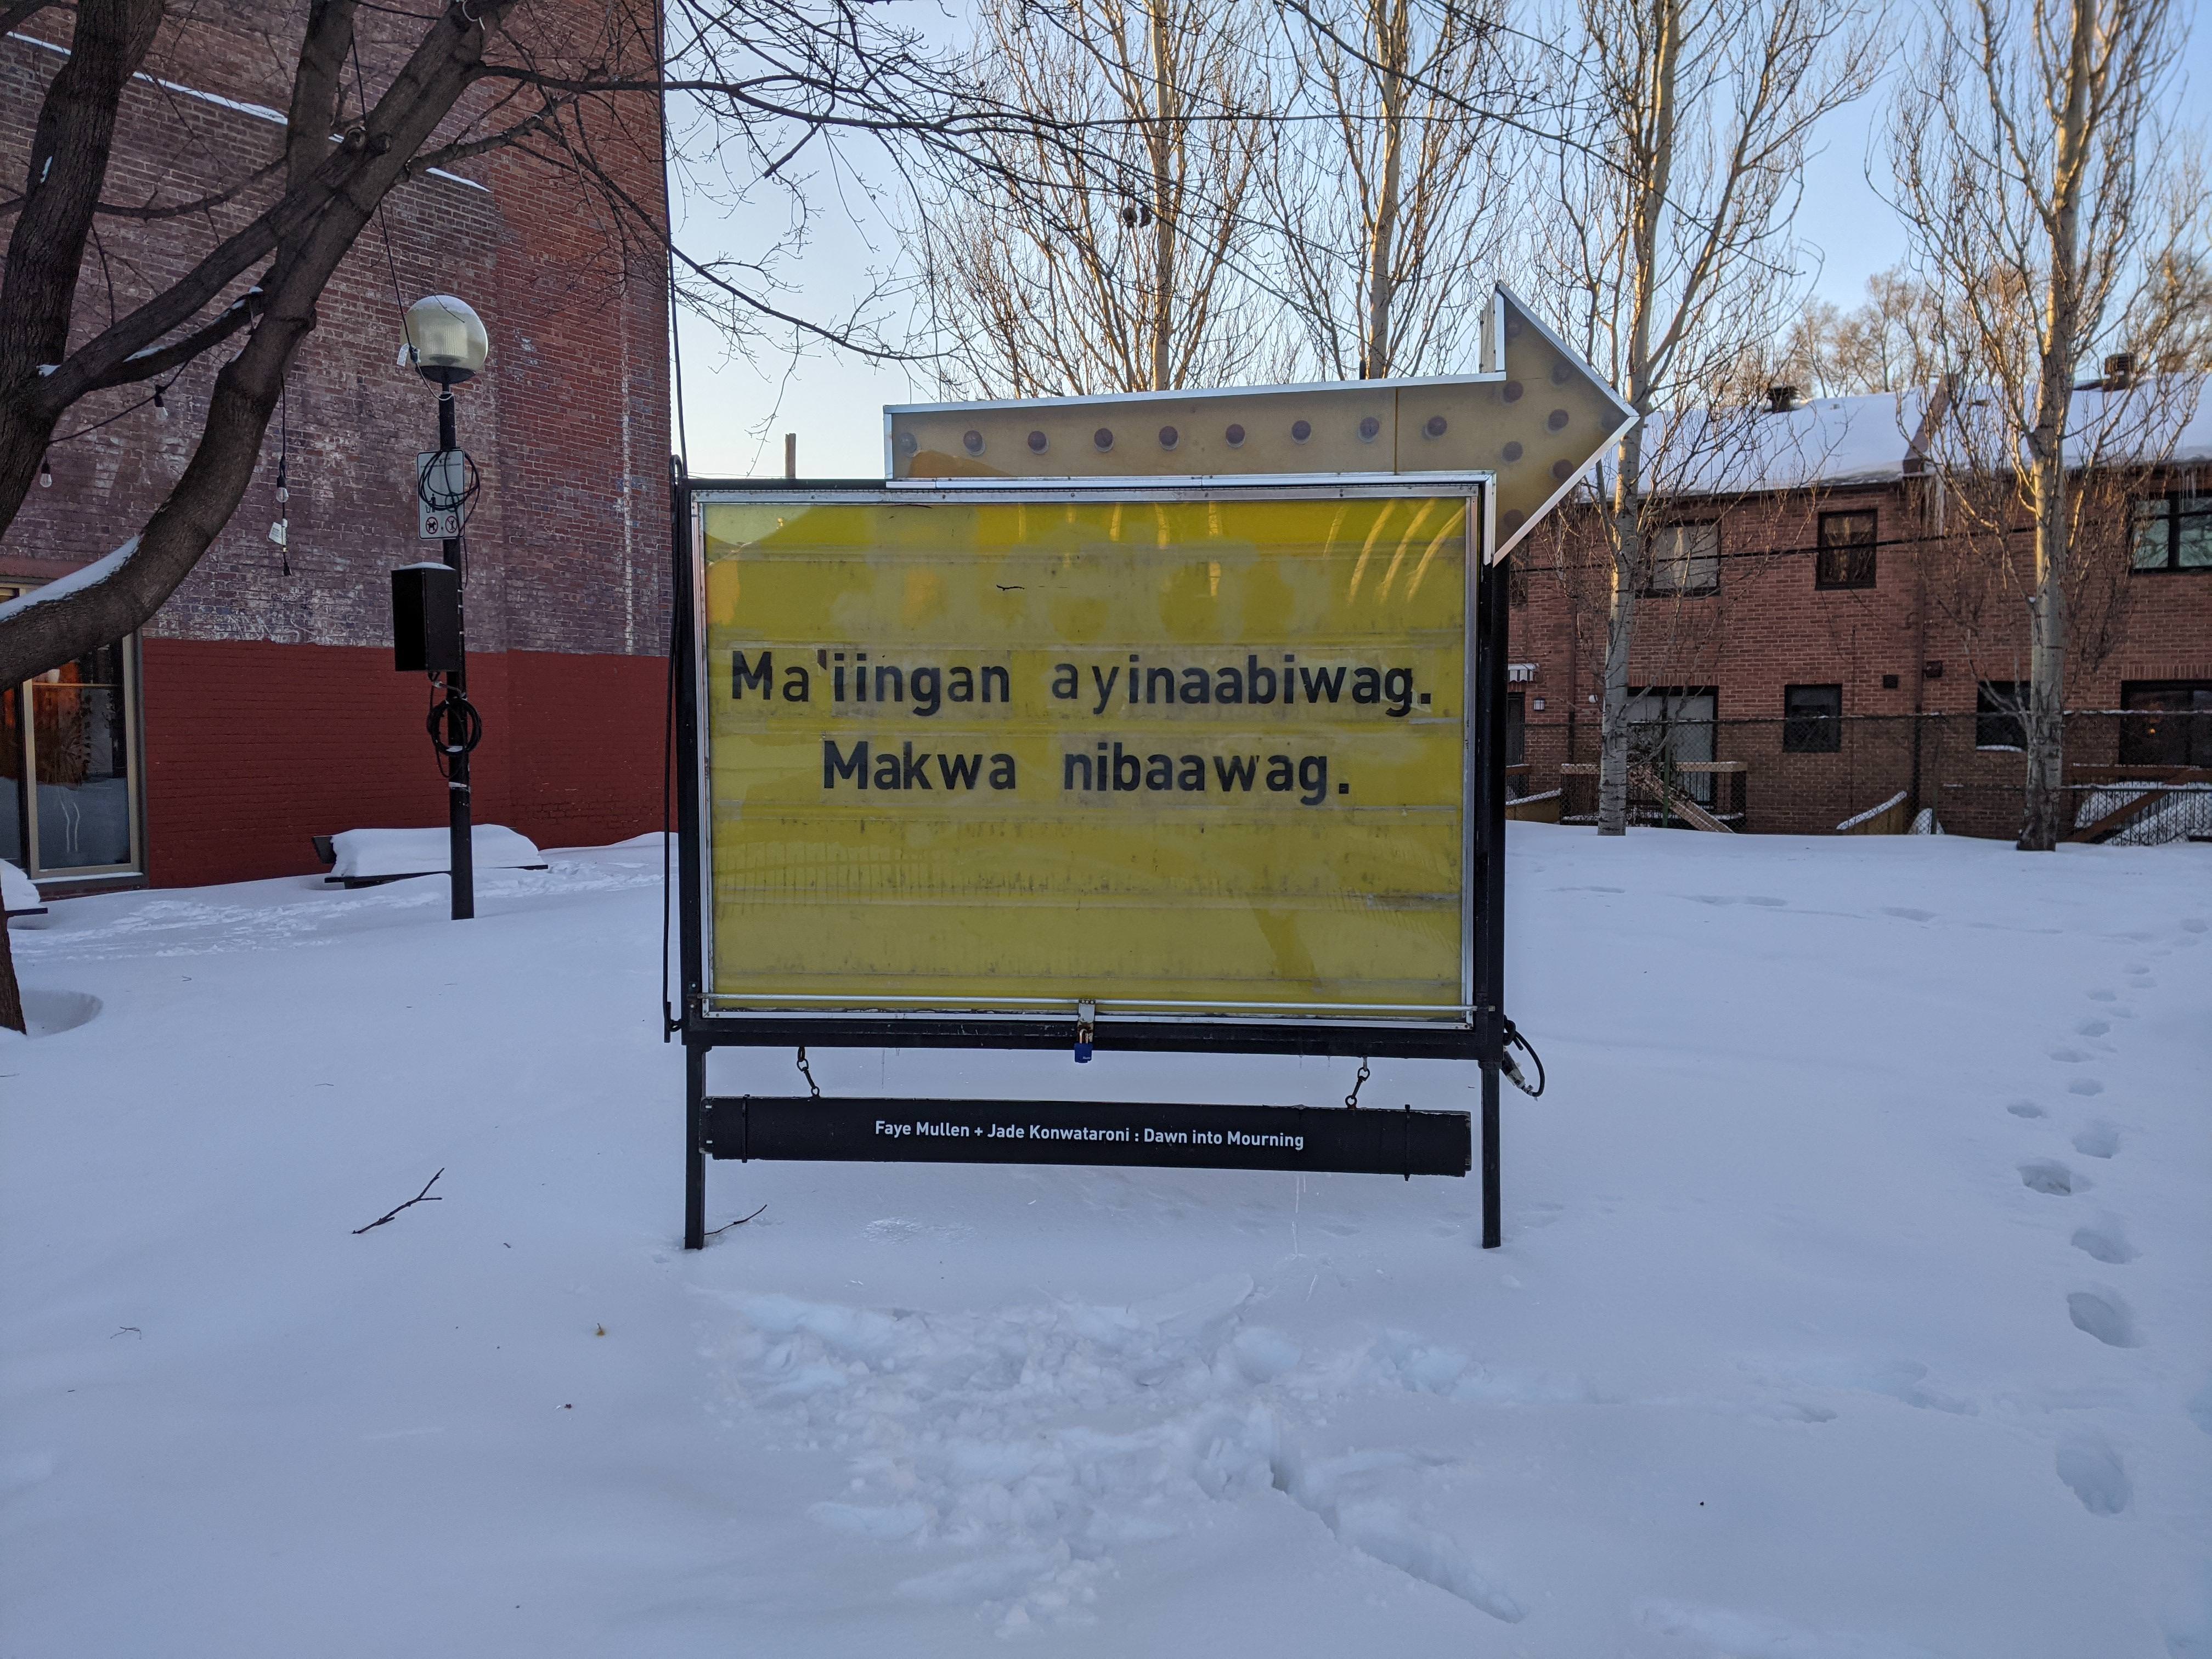 Ma'iingan ayinaabiwag.
Makwa nibaawag.
Faye Mullen + Jade Konwataroni : Dawn into Mourning